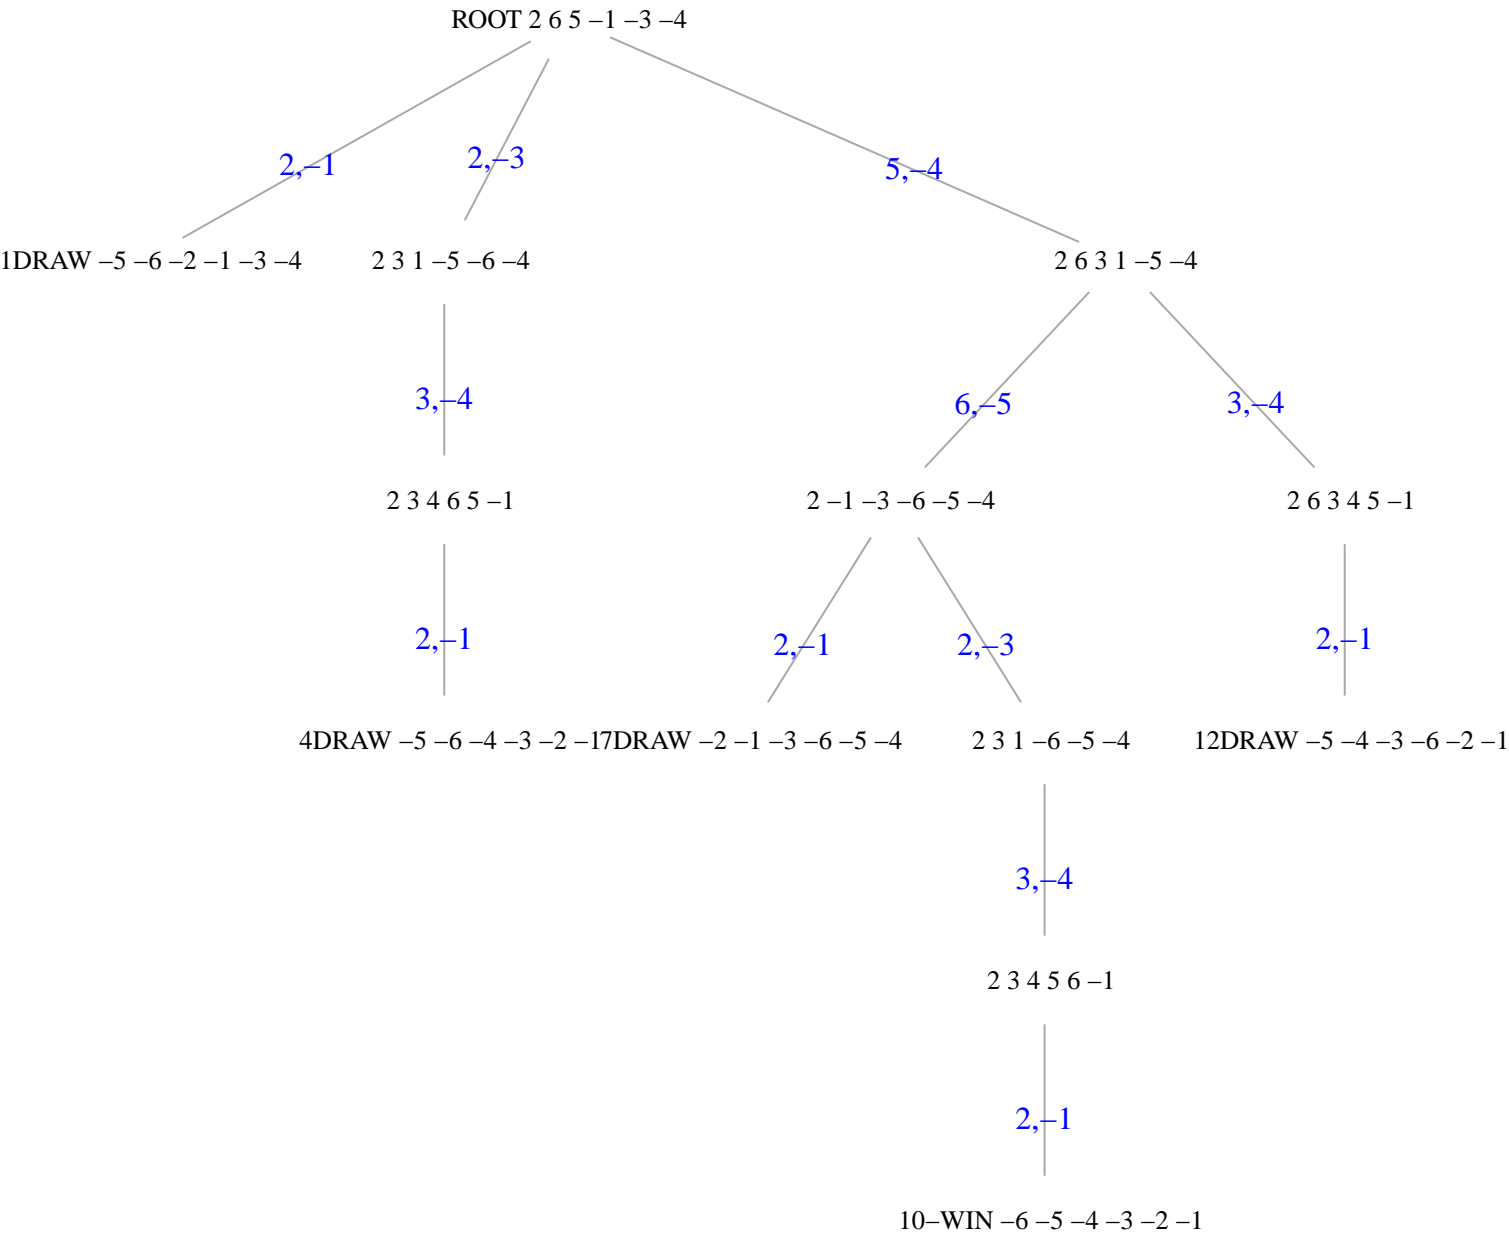 ROOT 2 6 5 –1 –3 –4
2,–1
2,–3
5,–4
1DRAW –5 –6 –2 –1 –3 –4
2 3 1 –5 –6 –4
2 6 3 1 –5 –4
3,–4
6,–5
3,–4
2 3 4 6 5 –1
2 –1 –3 –6 –5 –4
2 6 3 4 5 –1
2,–1
2,–1
2,–3
2,–1
4DRAW –5 –6 –4 –3 –2 –17DRAW –2 –1 –3 –6 –5 –4
2 3 1 –6 –5 –4
12DRAW –5 –4 –3 –6 –2 –1
3,–4
2 3 4 5 6 –1
2,–1
10–WIN –6 –5 –4 –3 –2 –1